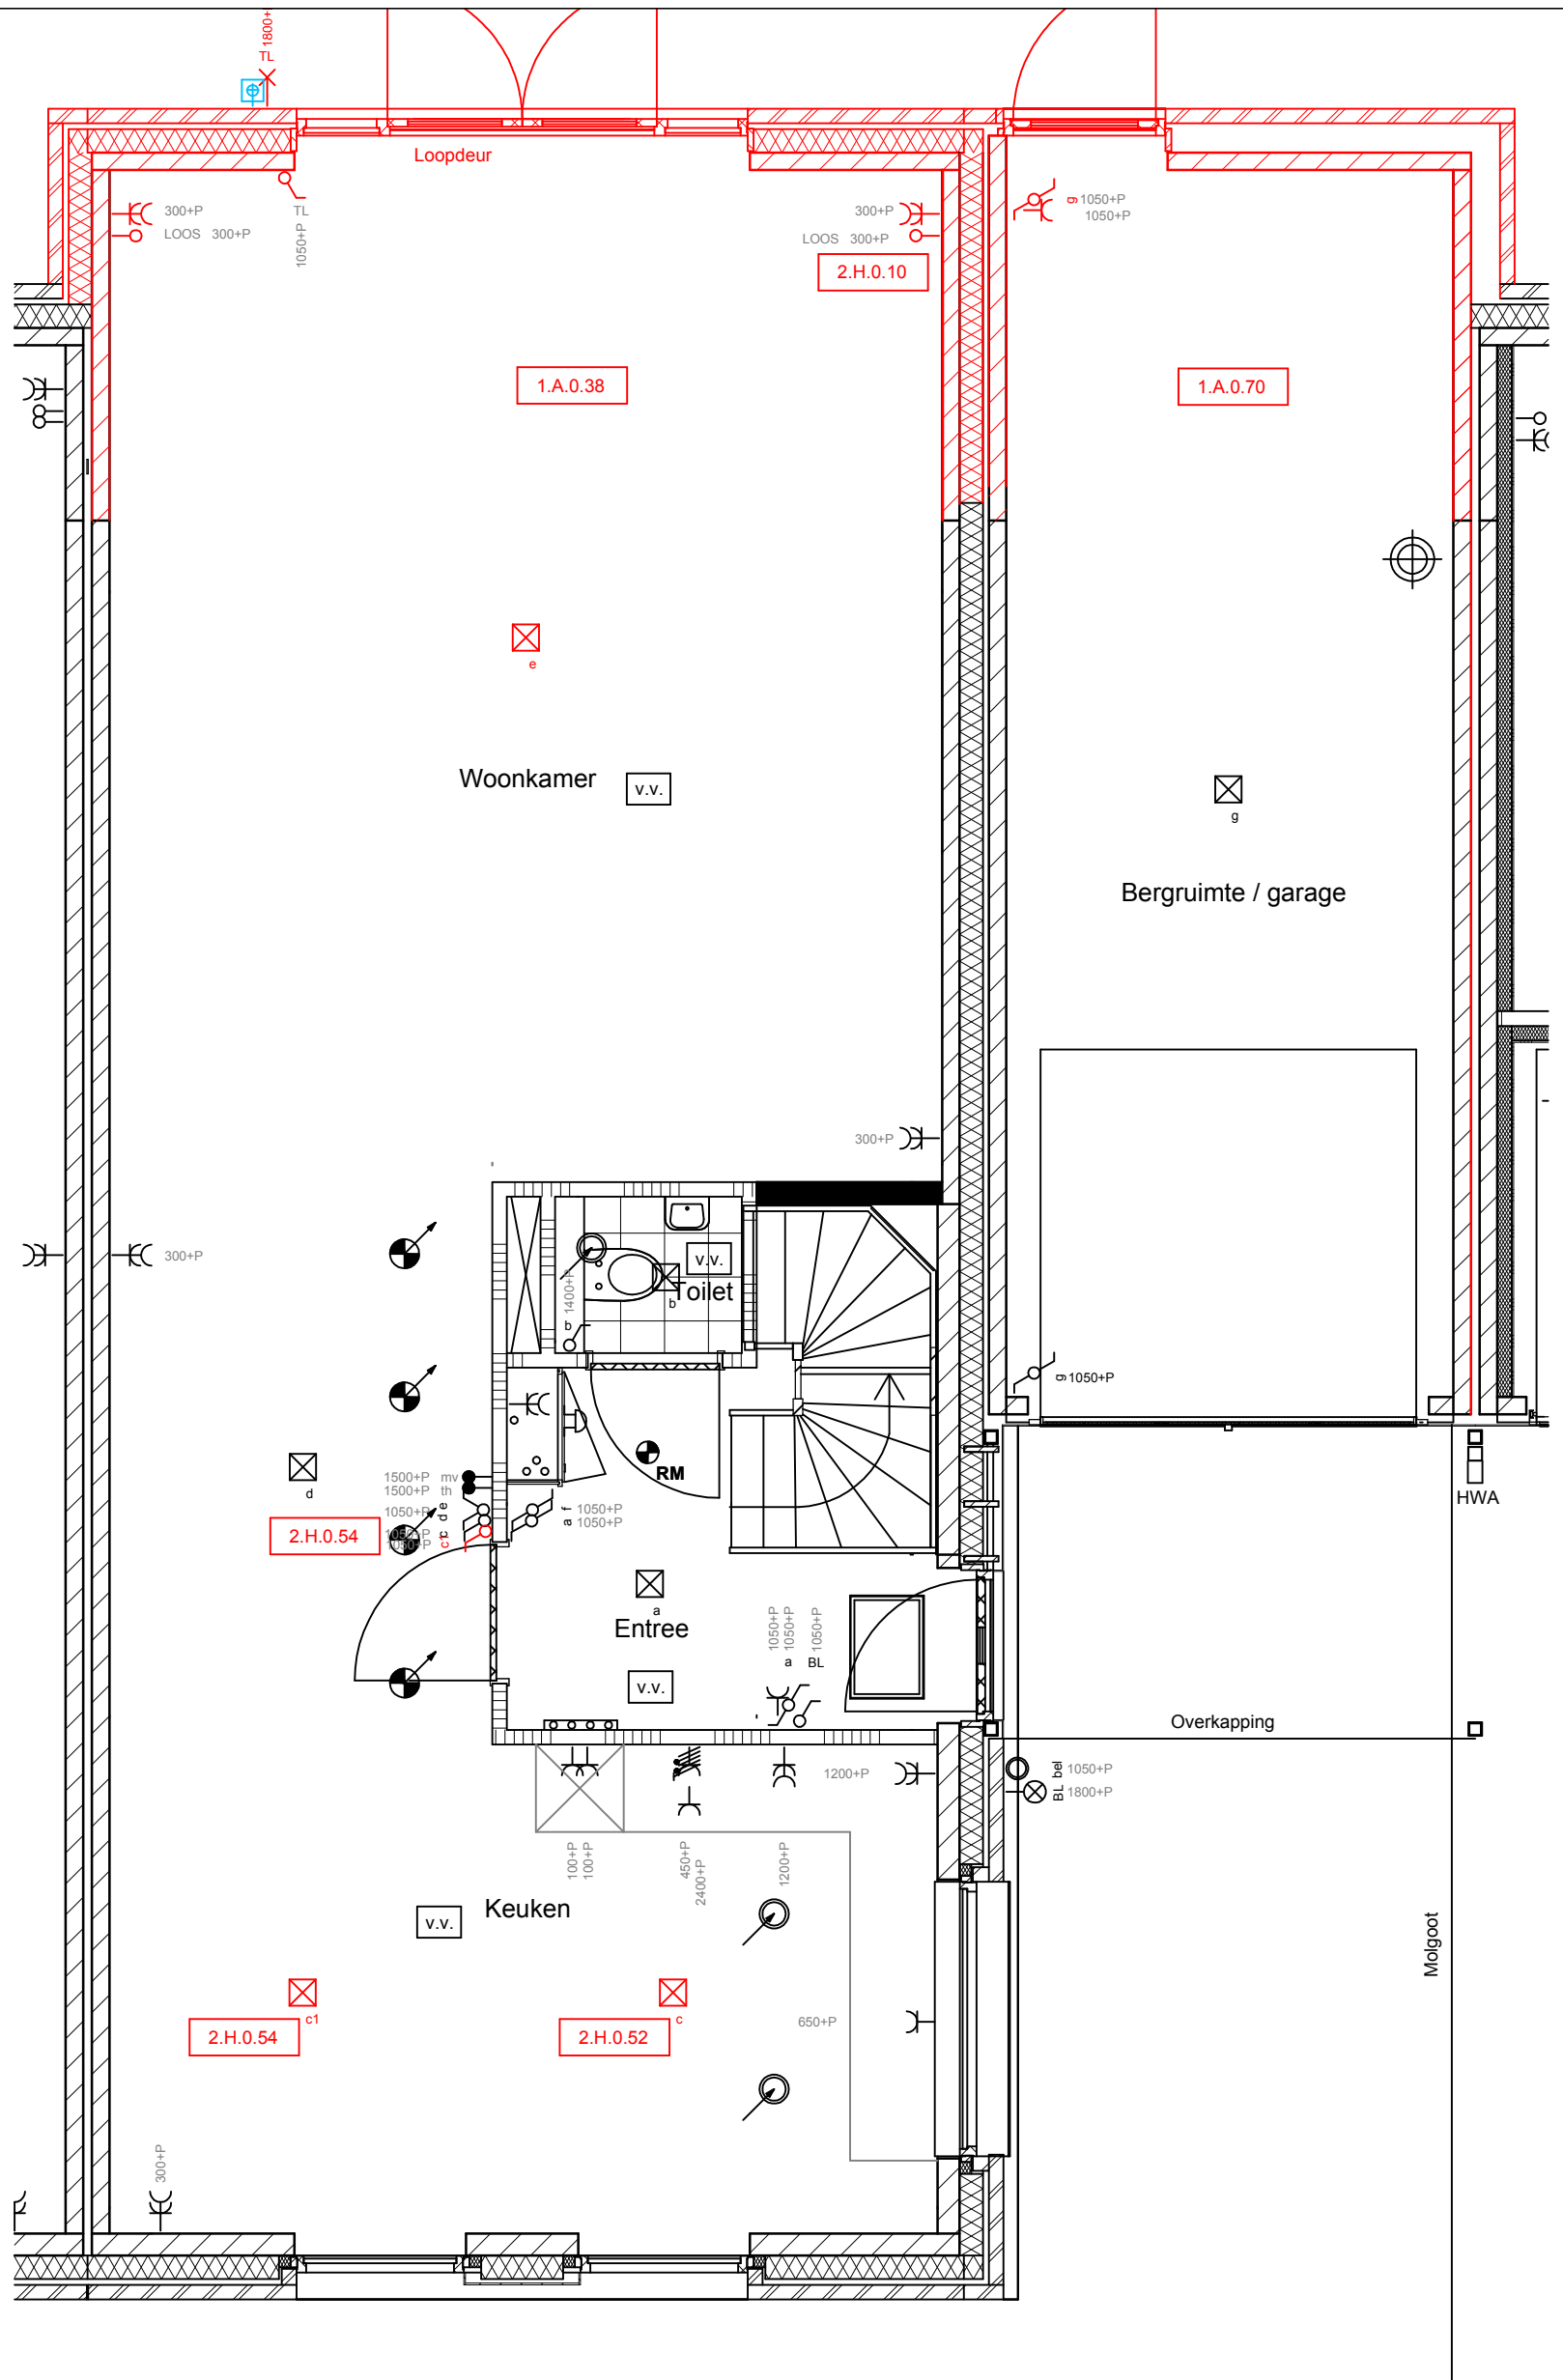 TL 1800+
Loopdeur
300+P
LOOS 300+P
TL
1050+P
300+P
LOOS 300+P
2.H.0.10
g 1050+P
1050+P
1.A.0.38
1.A.0.70
e
Woonkamer
v.v.
g
Bergruimte / garage
300+P
300+P
v.v.
Toilet
b
b 1400+P
g 1050+P
RM
d
1500+P mv
1500+P th
1050+P
1050+P
1050+P
c d e
c1
a f
1050+P
1050+P
2.H.0.54
HWA
a
Entree
v.v.
1050+P
1050+P
a
BL
1050+P
Overkapping
bel 1050+P
BL 1800+P
1200+P
100+P
100+P
450+P
2400+P
1200+P
Keuken
v.v.
Molgoot
c1
2.H.0.54
c
2.H.0.52
650+P
300+P